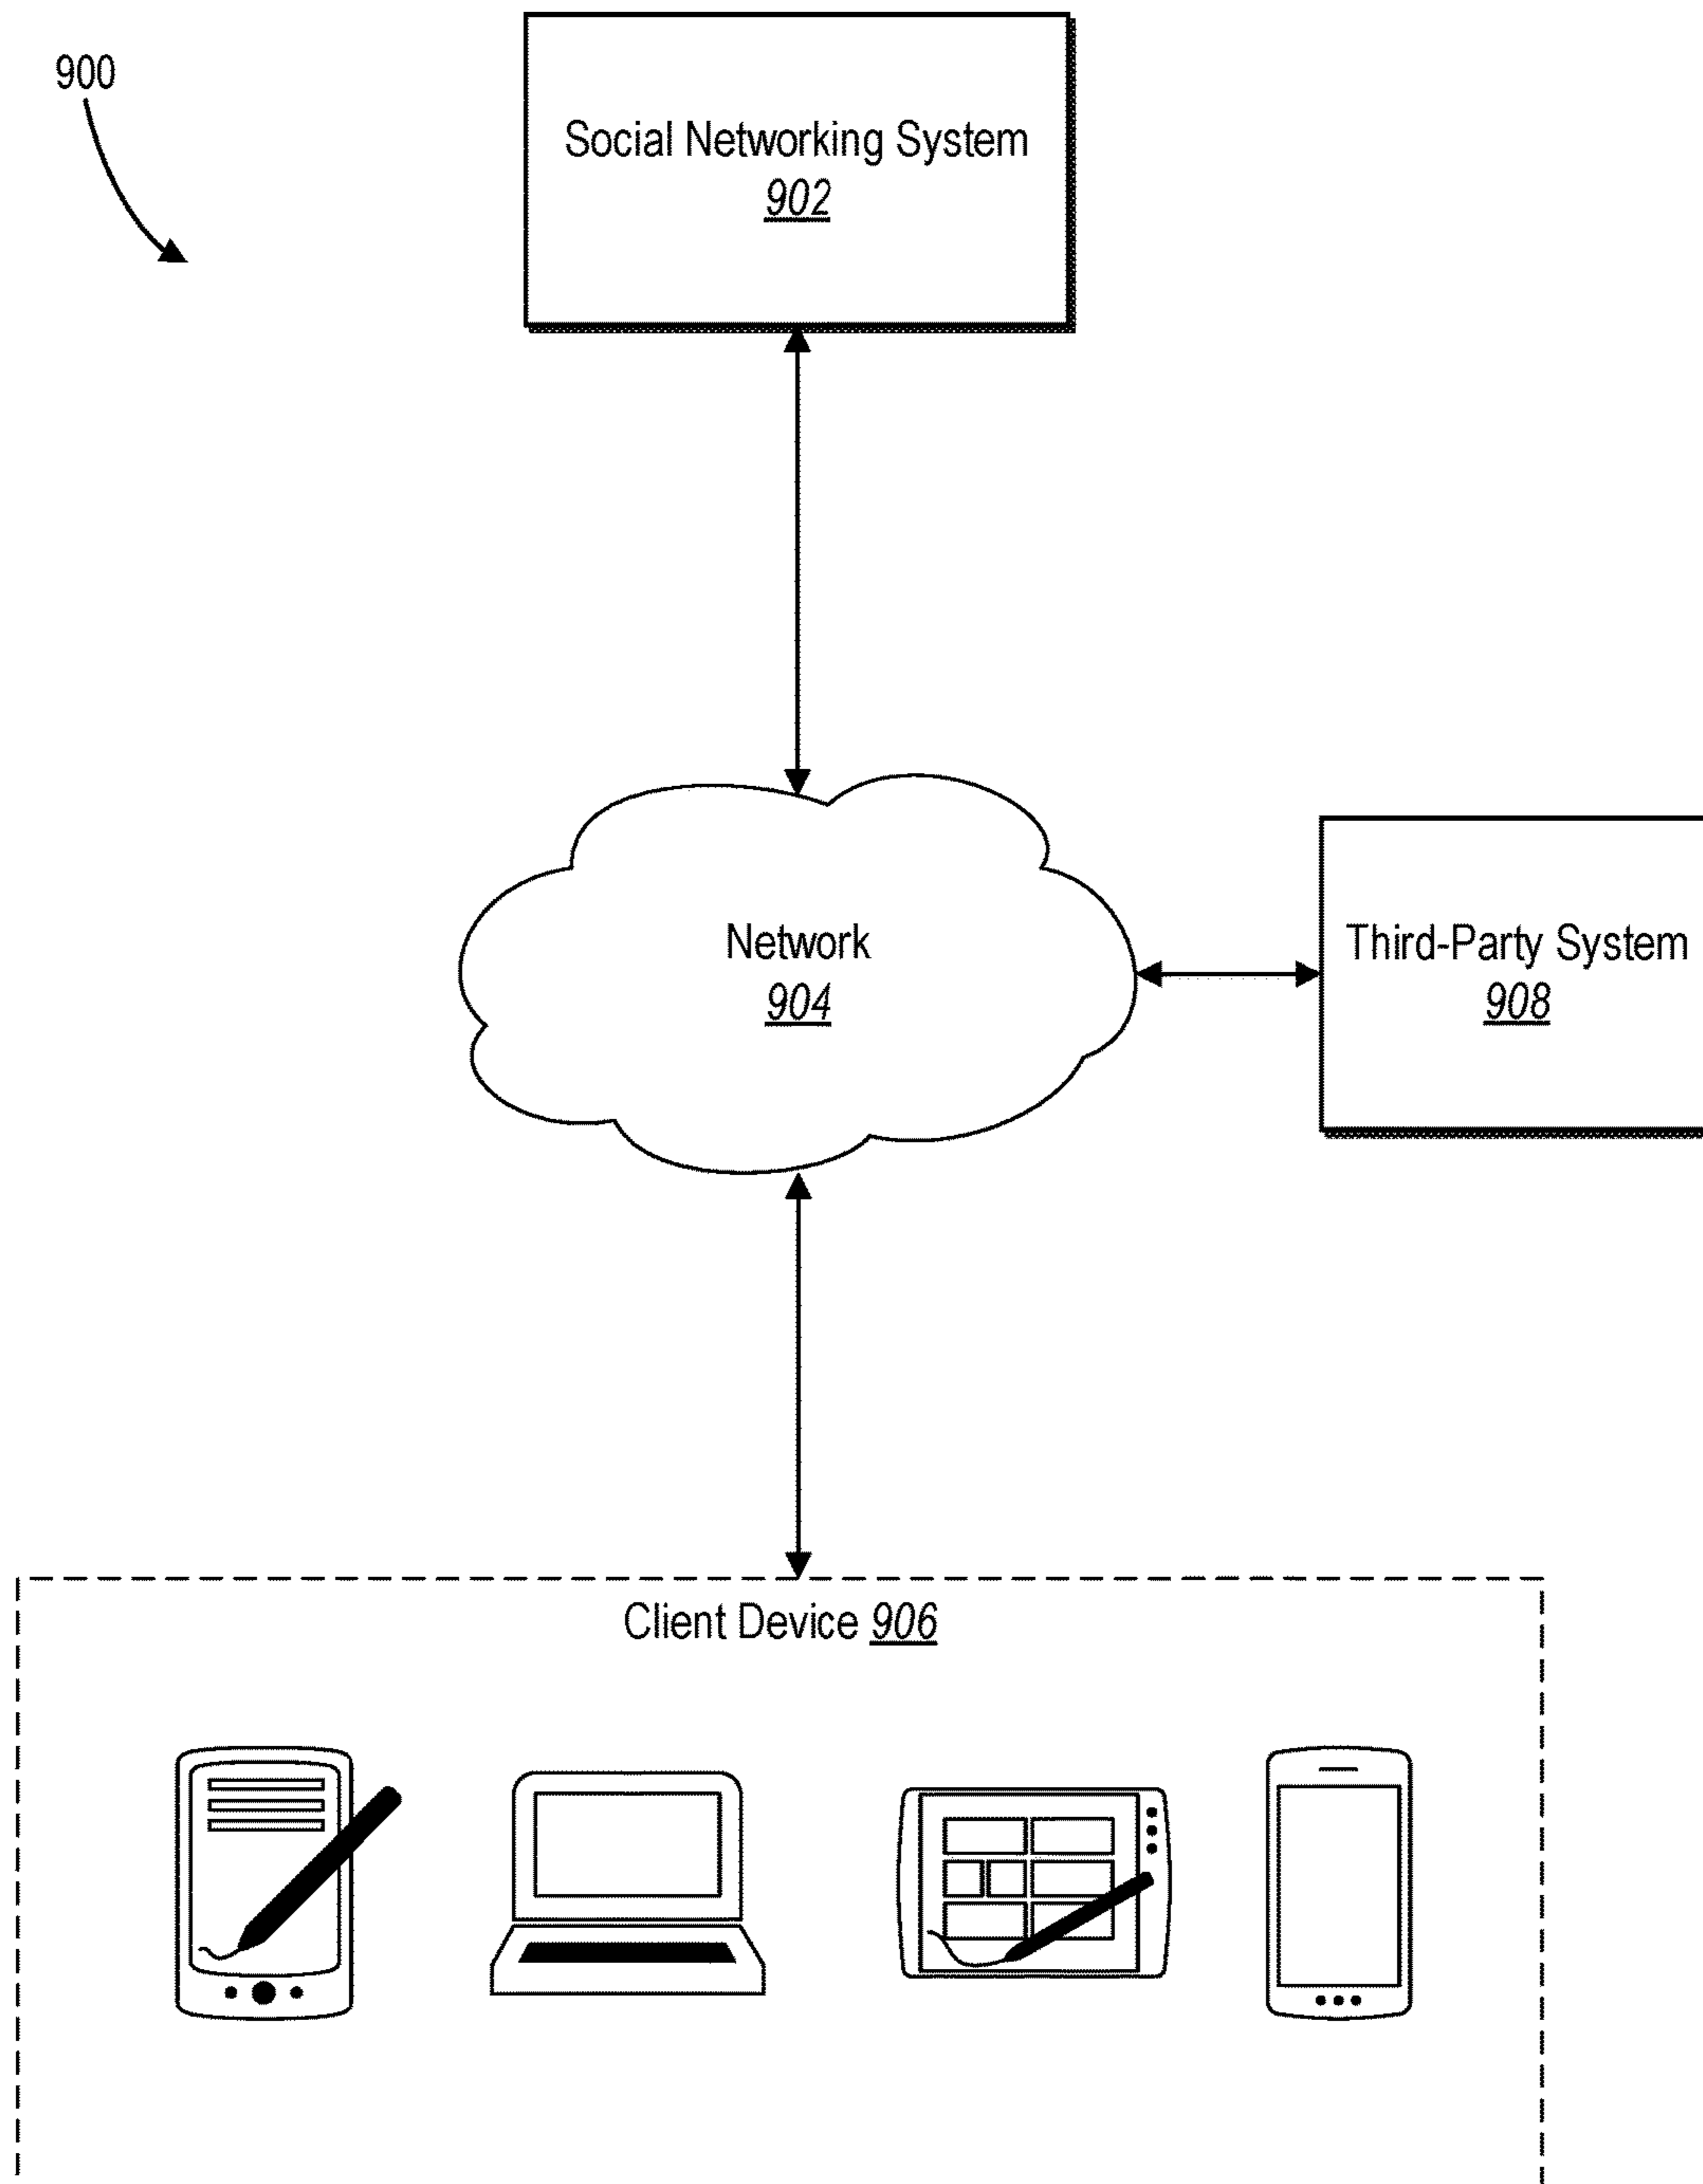 900
Social Networking System
902
Network
904
Third-Party System
908
Client Device 906